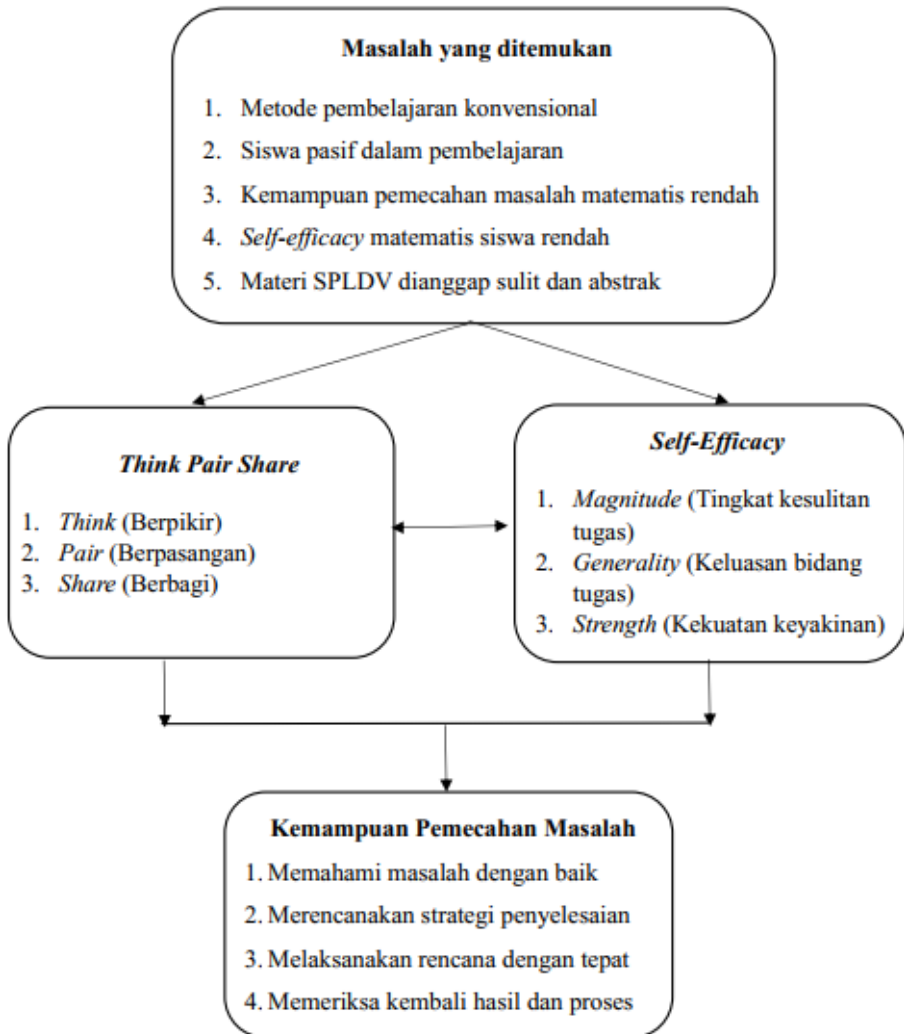 Masalah yang ditemukan
1. Metode pembelajaran konvensional
2. Siswa pasif dalam pembelajaran
3. Kemampuan pemecahan masalah matematis rendah
4. Self-efficacy matematis siswa rendah
5. Materi SPLDV dianggap sulit dan abstrak
Think Pair Share
1. Think (Berpikir)
2. Pair (Berpasangan)
3. Share (Berbagi)
Self-Efficacy
1. Magnitude (Tingkat kesulitan
tugas)
2. Generality (Keluasan bidang
tugas)
3. Strength (Kekuatan keyakinan)
Kemampuan Pemecahan Masalah
1. Memahami masalah dengan baik
2. Merencanakan strategi penyelesaian
3. Melaksanakan rencana dengan tepat
4. Memeriksa kembali hasil dan proses